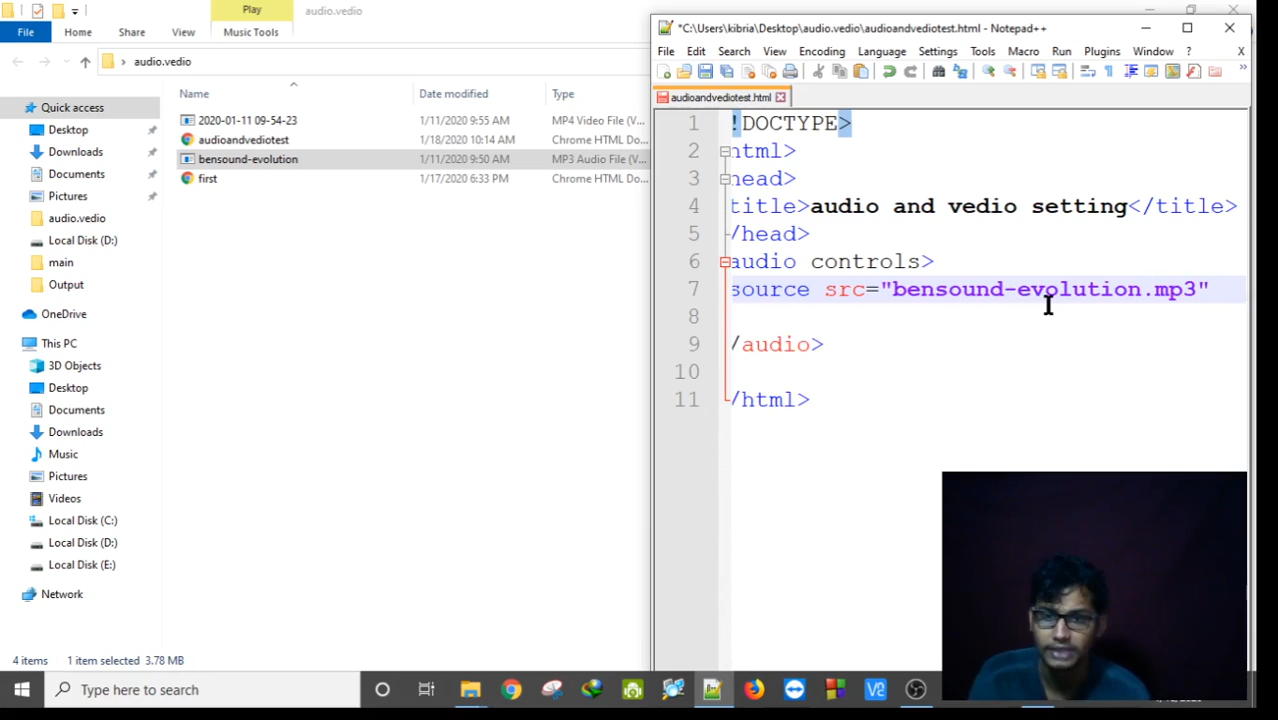 Play
audio.vedio
File
Home
Share
View
Music Tools
audio.vedio
Quick access
Desktop
Downloads
Documents
Pictures
audio.vedio
Local Disk (D:)
main
Output
OneDrive
This PC
3D Objects
Desktop
Documents
Downloads
Music
Pictures
Videos
Local Disk (C:)
Local Disk (D:)
Local Disk (E:)
Network
Name
Date modified
Type
2020-01-11 09-54-23
1/11/2020 9:55 AM
MP4 Video File (V...
audioandvediotest
1/18/2020 10:14 AM
Chrome HTML Do...
bensound-evolution
1/11/2020 9:50 AM
MP3 Audio File (V...
first
1/17/2020 6:33 PM
Chrome HTML Do...
4 items
1 item selected 3.78 MB
*C:\Users\kibria\Desktop\audio.vedio\audioandvediotest.html - Notepad++
File Edit Search View Encoding Language Settings Tools Macro Run Plugins Window ? X
audioandvediotest.html
1 !DOCTYPE>
2 html>
3 head>
4 title>audio and vedio setting</title>
5 /head>
6 audio controls>
7 source src="bensound-evolution.mp3"
8
9 /audio>
10
11 /html>
Type here to search